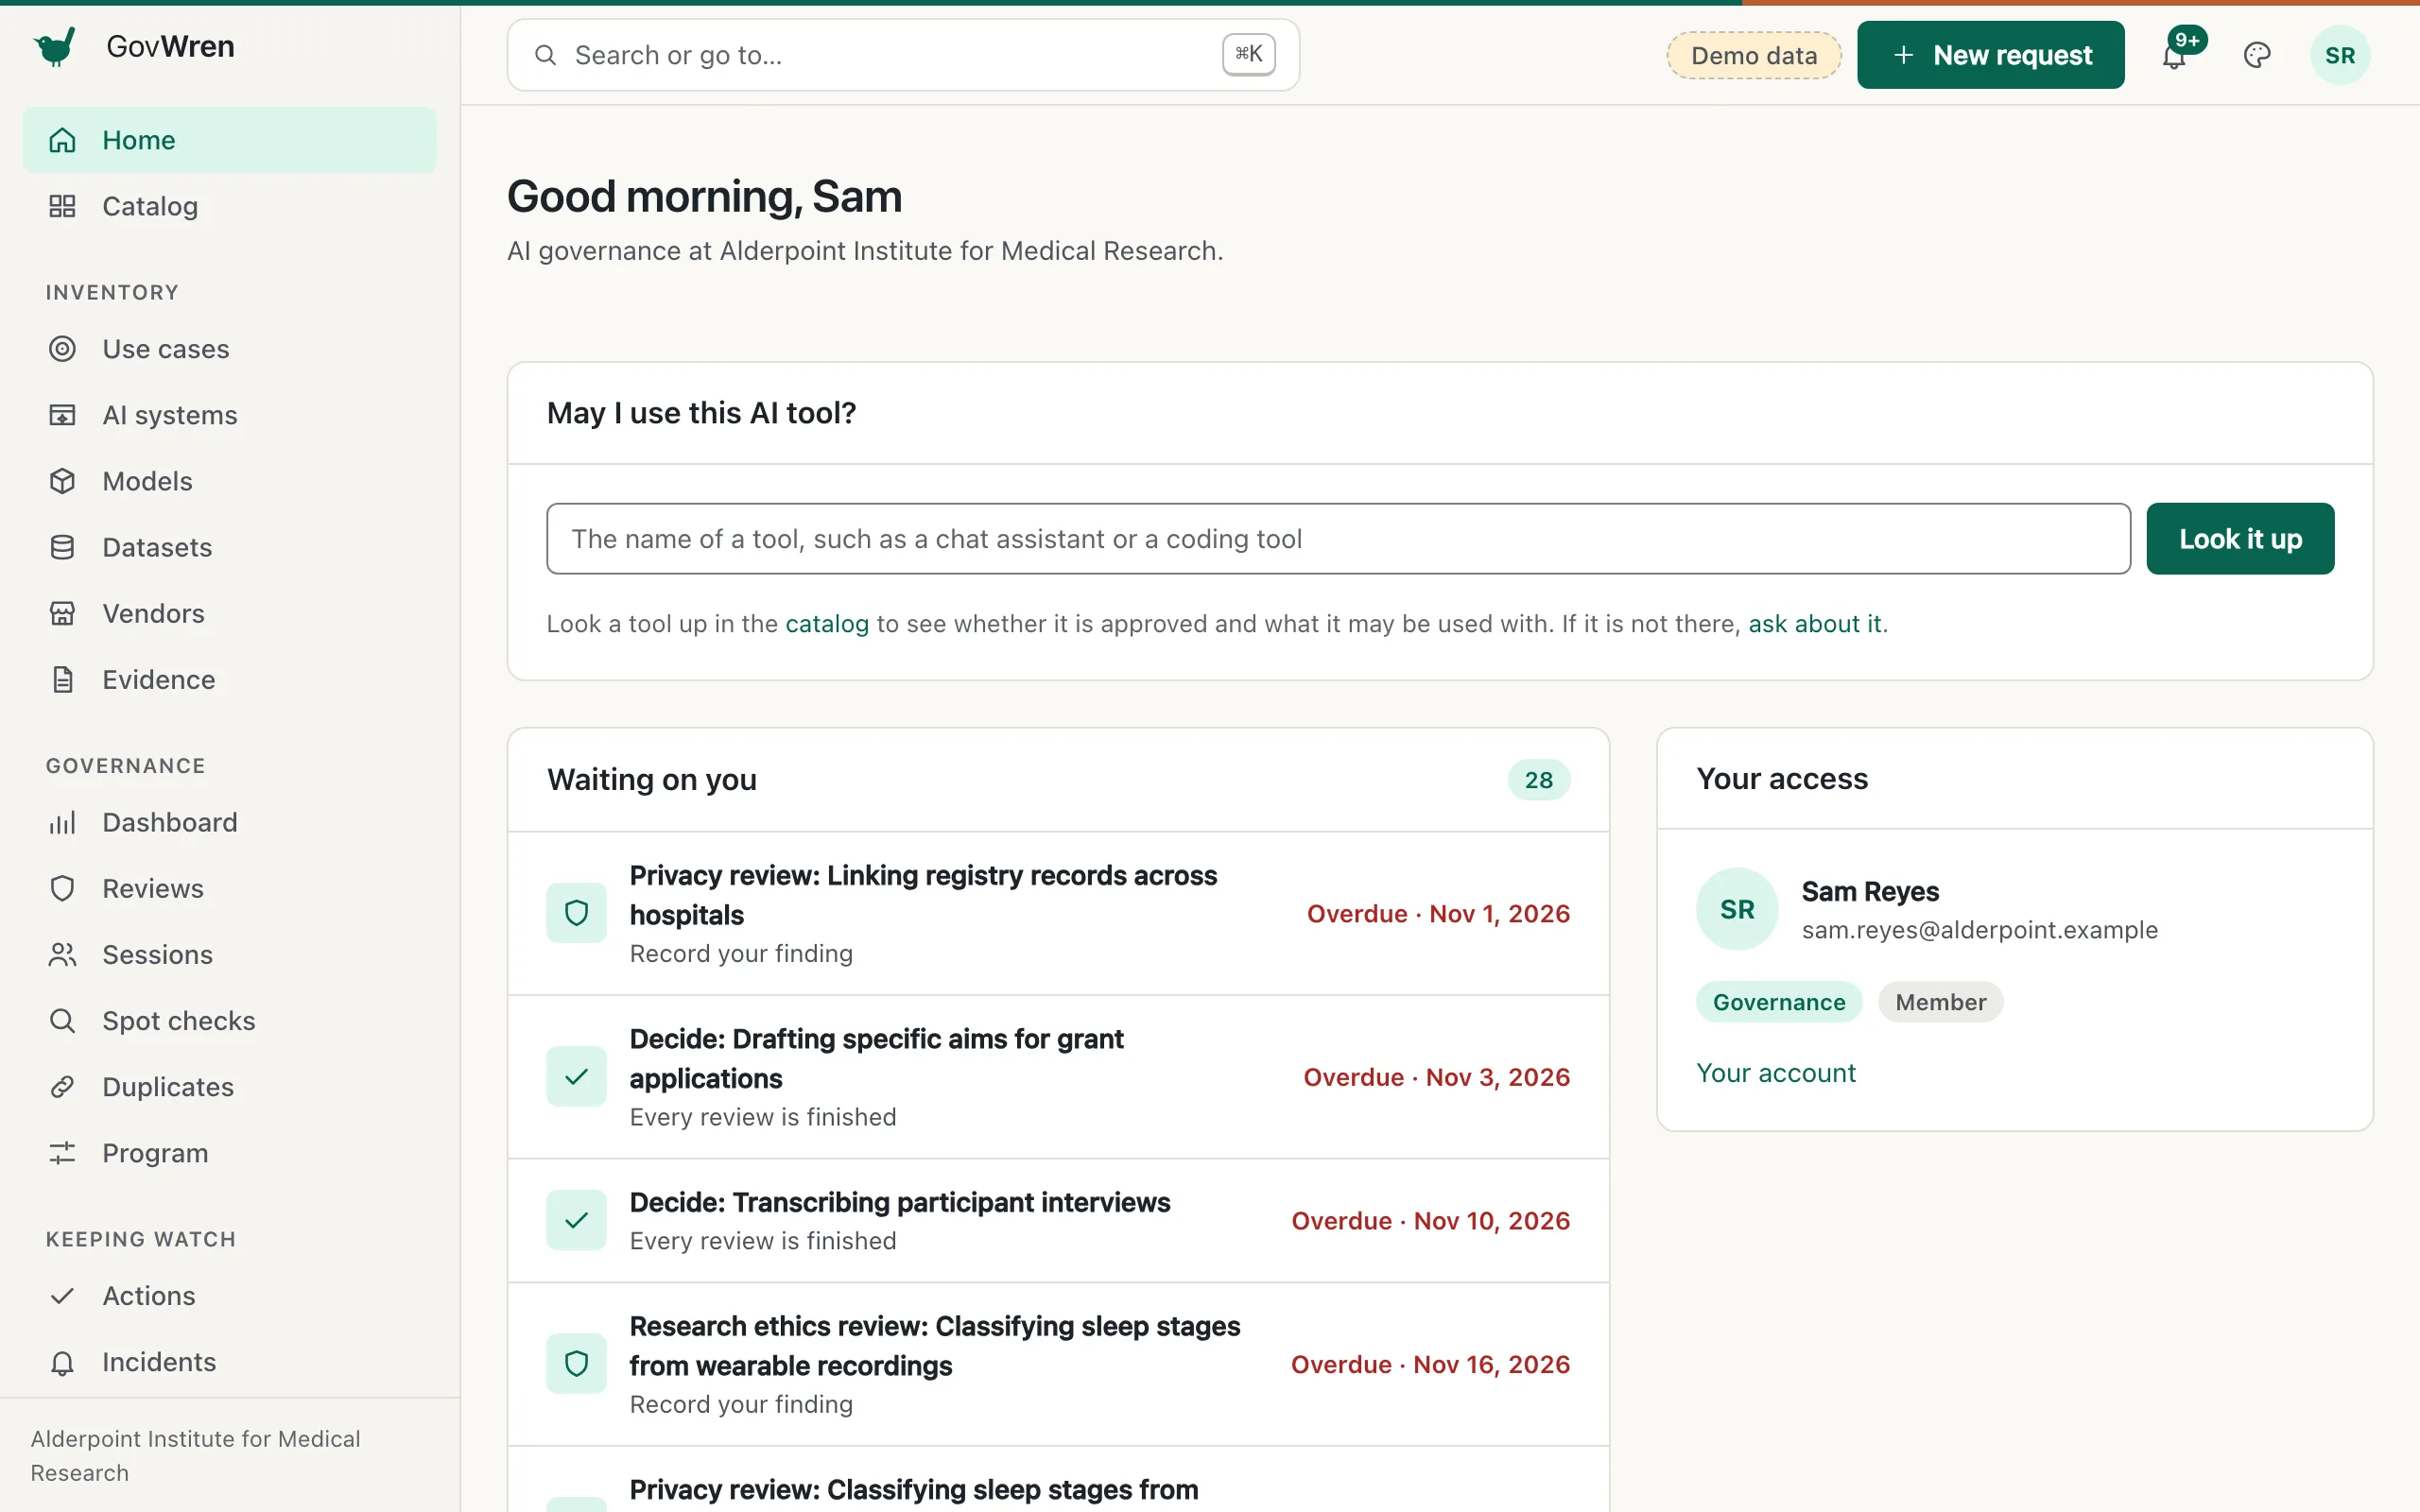 GovWren
Search or go to...
⌘K
Demo data
+ New request
9+
SR
Home
Catalog
INVENTORY
Use cases
AI systems
Models
Datasets
Vendors
Evidence
GOVERNANCE
Dashboard
Reviews
Sessions
Spot checks
Duplicates
Program
KEEPING WATCH
Actions
Incidents
Alderpoint Institute for Medical
Research
Good morning, Sam
AI governance at Alderpoint Institute for Medical Research.
May I use this AI tool?
The name of a tool, such as a chat assistant or a coding tool
Look it up
Look a tool up in the catalog to see whether it is approved and what it may be used with. If it is not there, ask about it.
Waiting on you
28
Privacy review: Linking registry records across
hospitals
Record your finding
Overdue · Nov 1, 2026
Decide: Drafting specific aims for grant
applications
Every review is finished
Overdue · Nov 3, 2026
Decide: Transcribing participant interviews
Every review is finished
Overdue · Nov 10, 2026
Research ethics review: Classifying sleep stages
from wearable recordings
Record your finding
Overdue · Nov 16, 2026
Privacy review: Classifying sleep stages from
Your access
SR
Sam Reyes
sam.reyes@alderpoint.example
Governance
Member
Your account